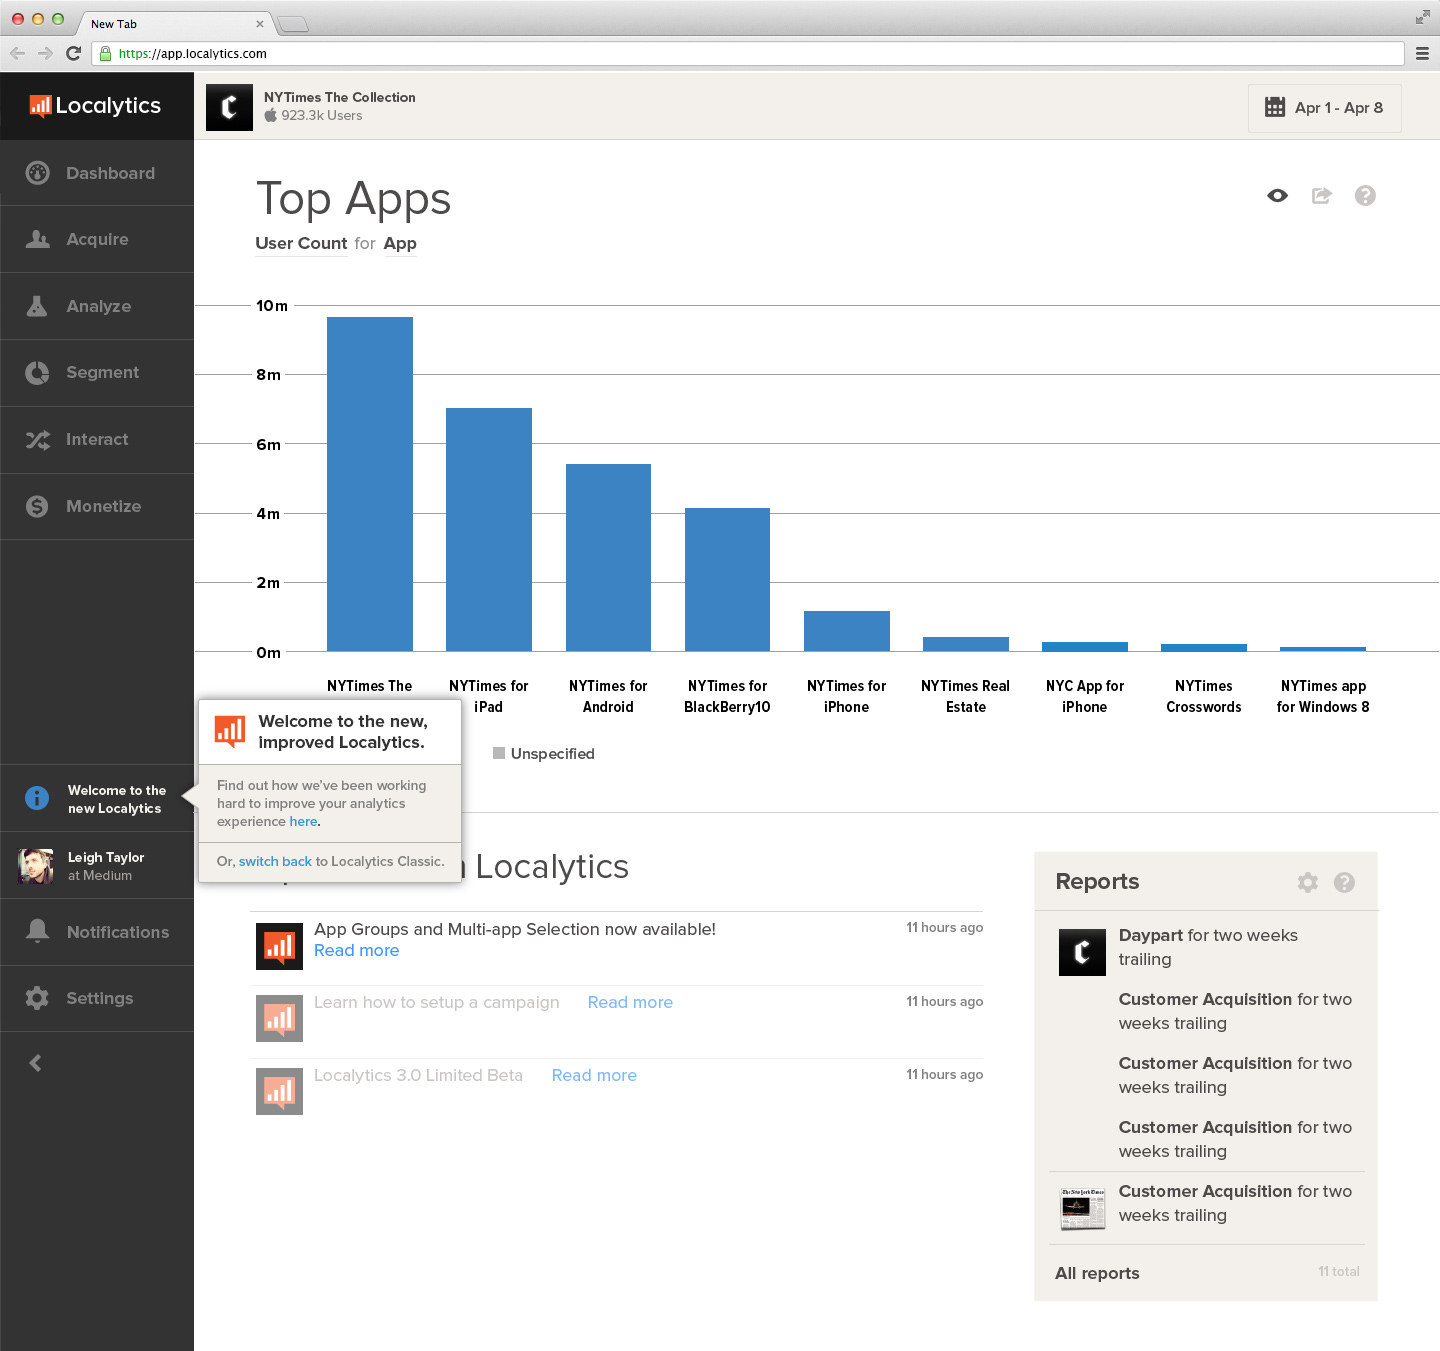 New Tab
https://app.localytics.com
Localytics
NYTimes The Collection
923.3k Users
Apr 1 - Apr 8
Dashboard
Acquire
Analyze
Segment
Interact
Monetize
Welcome to the
new Localytics
Leigh Taylor
at Medium
Notifications
Settings
Top Apps
User Count for App
10m
8m
6m
4m
2m
0m
NYTimes The
NYTimes for
iPad
NYTimes for
Android
NYTimes for
BlackBerry10
NYTimes for
iPhone
NYTimes Real
Estate
NYC App for
iPhone
NYTimes
Crosswords
NYTimes app
for Windows 8
Unspecified
Welcome to the new,
improved Localytics.
Find out how we've been working
hard to improve your analytics
experience here.
Or, switch back to Localytics Classic.
Localytics
App Groups and Multi-app Selection now available!
Read more
11 hours ago
Learn how to setup a campaign Read more
11 hours ago
Localytics 3.0 Limited Beta Read more
11 hours ago
Reports
Daypart for two weeks
trailing
Customer Acquisition for two
weeks trailing
Customer Acquisition for two
weeks trailing
Customer Acquisition for two
weeks trailing
The New York Times
Customer Acquisition for two
weeks trailing
All reports
11 total